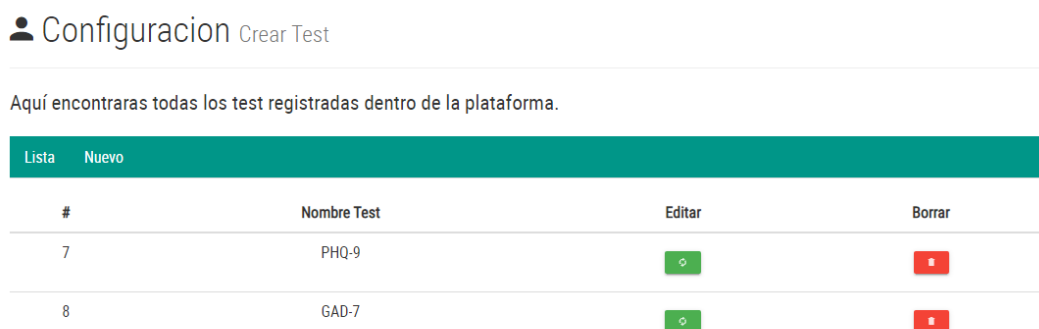 Configuracion Crear Test
Aquí encontraras todas los test registradas dentro de la plataforma.
Lista Nuevo
# Nombre Test Editar Borrar
7 PHQ-9
8 GAD-7